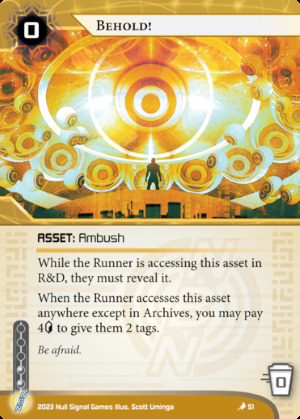 0
BEHOLD!
ASSET: Ambush
While the Runner is accessing this asset in
R&D, they must reveal it.
When the Runner accesses this asset
anywhere except in Archives, you may pay
4 to give them 2 tags.
Be afraid.
2023 Null Signal Games Illus. Scott Uminga
51
0